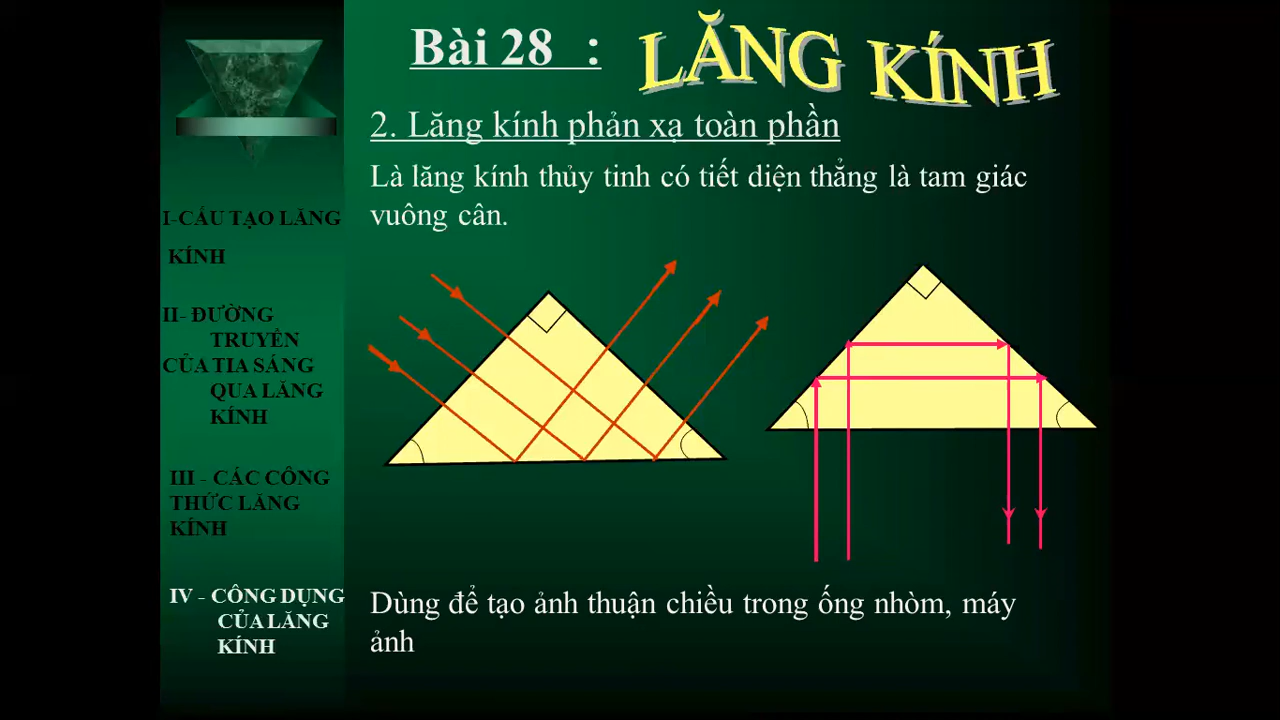 Bài 28 :
LĂNG KÍNH
2. Lăng kính phản xạ toàn phần
Là lăng kính thủy tinh có tiết diện thẳng là tam giác
vuông cân.
I-CẤU TẠO LĂNG
KÍNH
II- ĐƯỜNG
TRUYỀN
CỦA TIA SÁNG
QUA LĂNG
KÍNH
III - CÁC CÔNG
THỨC LĂNG
KÍNH
IV - CÔNG DỤNG
CỦA LĂNG
KÍNH
Dùng để tạo ảnh thuận chiều trong ống nhòm, máy
ảnh